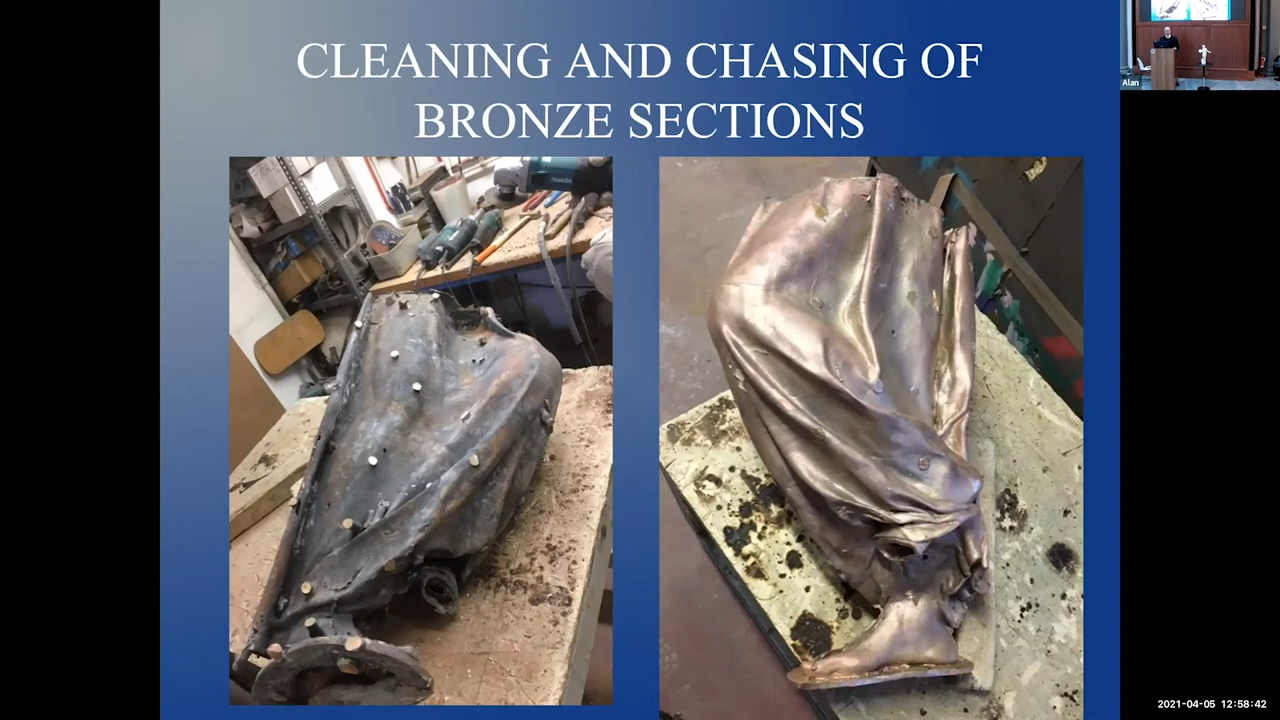 CLEANING AND CHASING OF
BRONZE SECTIONS
Alan
2021-04-05 12:58:42